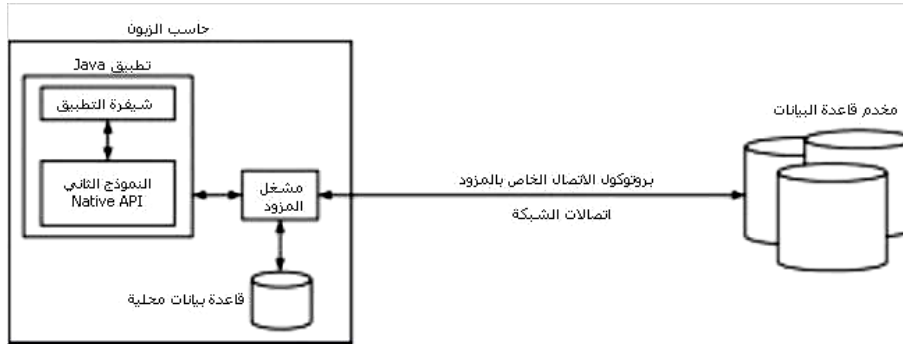 حاسب الزبون
تطبيق Java
شيفرة التطبيق
النموذج الثاني
Native API
مشغل
المزود
قاعدة بيانات محلية
بروتوكول الاتصال الخاص بالمزود
اتصالات الشبكة
مخدم قاعدة البيانات